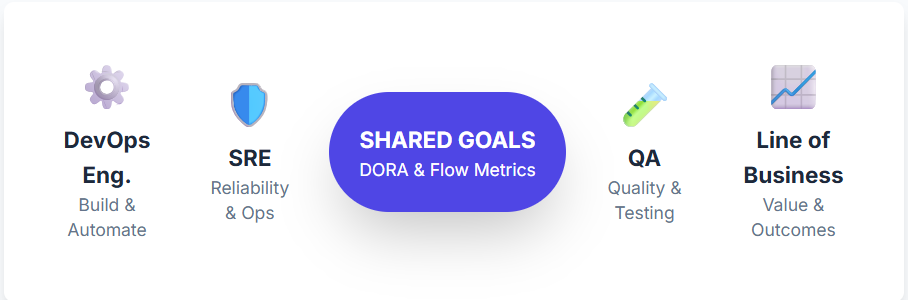 DevOps
Eng.
Build &
Automate
SRE
Reliability
& Ops
SHARED GOALS
DORA & Flow Metrics
QA
Quality &
Testing
Line of
Business
Value &
Outcomes